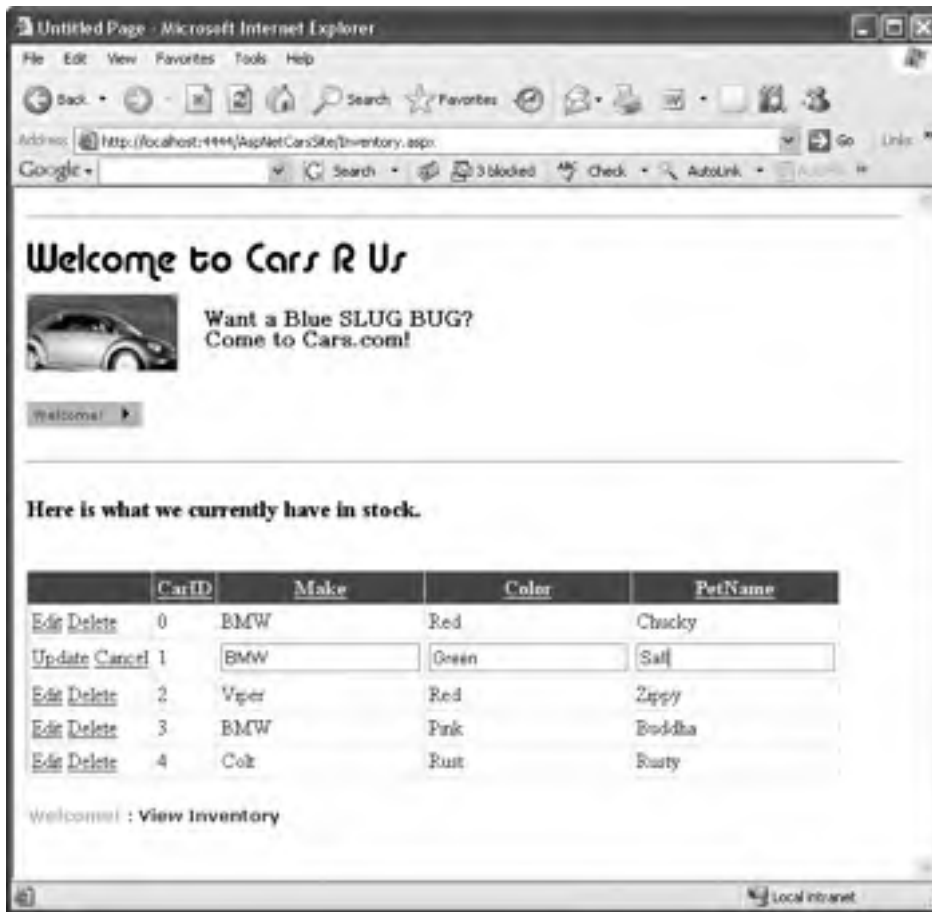 Untitled Page - Microsoft Internet Explorer
File Edit View Favorites Tools Help
Back Search Favorites
Address http://localhost:4444/AspNetCarsSite/Inventory.aspx Go Links
Google Search 3 blocked Check AutoLink
Welcome to Cars R Us
Want a Blue SLUG BUG?
Come to Cars.com!
Welcome!
Here is what we currently have in stock.
CarID Make Color PetName
Edit Delete 0 BMW Red Chucky
Update Cancel 1 BMW Green Sall
Edit Delete 2 Viper Red Zippy
Edit Delete 3 BMW Pink Buddha
Edit Delete 4 Colt Rust Rusty
Welcome! : View Inventory
Local intranet